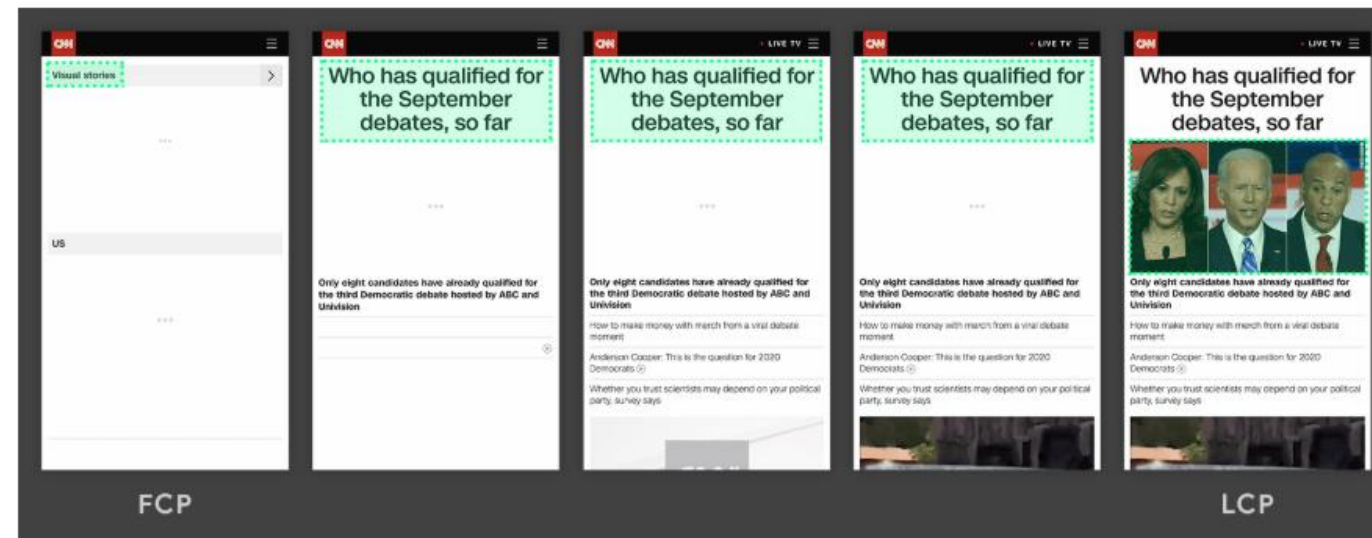 CNN
Visual stories
US
FCP
CNN
Who has qualified for
the September
debates, so far
Only eight candidates have already qualified for
the third Democratic debate hosted by ABC and
Univision
CNN
LIVE TV
Who has qualified for
the September
debates, so far
Only eight candidates have already qualified for
the third Democratic debate hosted by ABC and
Univision
How to make money with merch from a viral debate
moment
Anderson Cooper: This is the question for 2020
Democrats
Whether you trust scientists may depend on your political
party, survey says
CNN
LIVE TV
Who has qualified for
the September
debates, so far
Only eight candidates have already qualified for
the third Democratic debate hosted by ABC and
Univision
How to make money with merch from a viral debate
moment
Anderson Cooper: This is the question for 2020
Democrats
Whether you trust scientists may depend on your political
party, survey says
CNN
LIVE TV
Who has qualified for
the September
debates, so far
Only eight candidates have already qualified for
the third Democratic debate hosted by ABC and
Univision
How to make money with merch from a viral debate
moment
Anderson Cooper: This is the question for 2020
Democrats
Whether you trust scientists may depend on your political
party, survey says
LCP